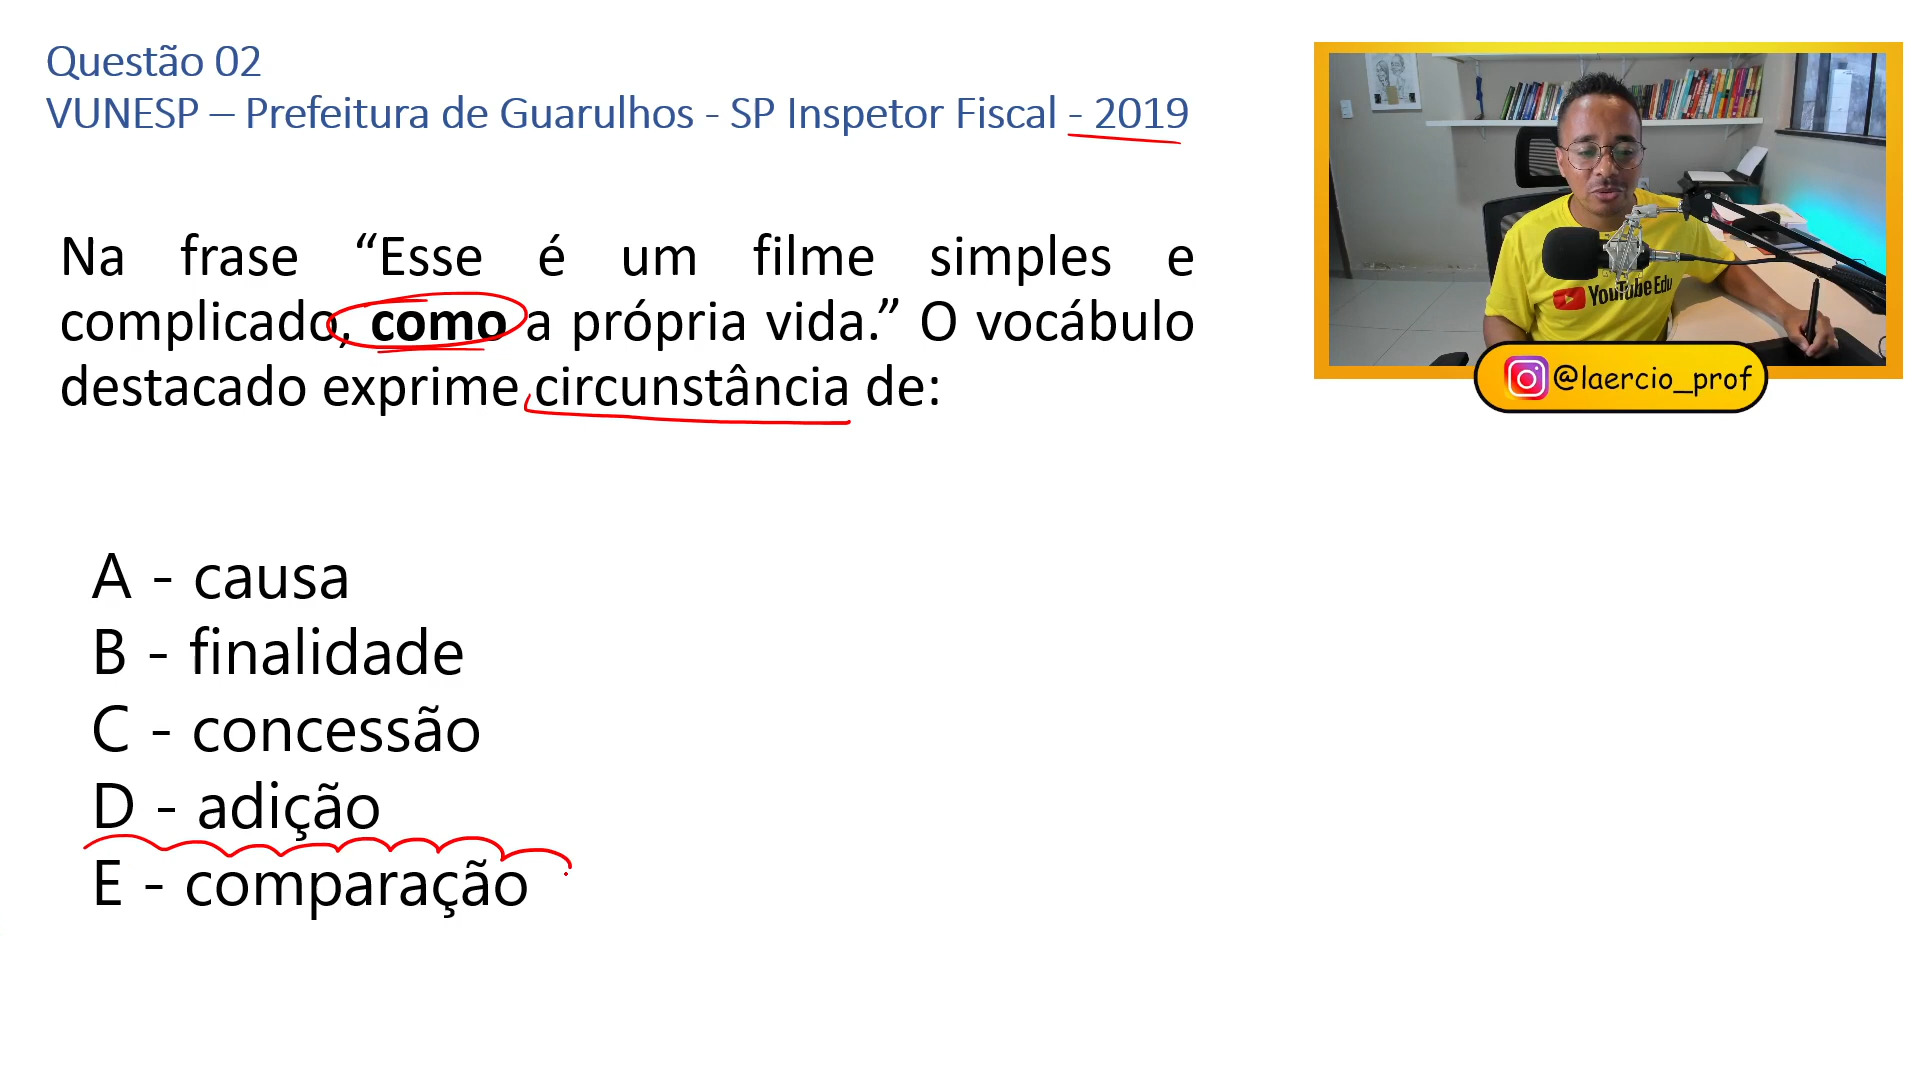 Questão 02
VUNESP – Prefeitura de Guarulhos - SP Inspetor Fiscal - 2019
Na frase “Esse é um filme simples e
complicado, como a própria vida.” O vocábulo
destacado exprime circunstância de:
A - causa
B - finalidade
C - concessão
D - adição
E - comparação
YouTube Edu
@laercio_prof